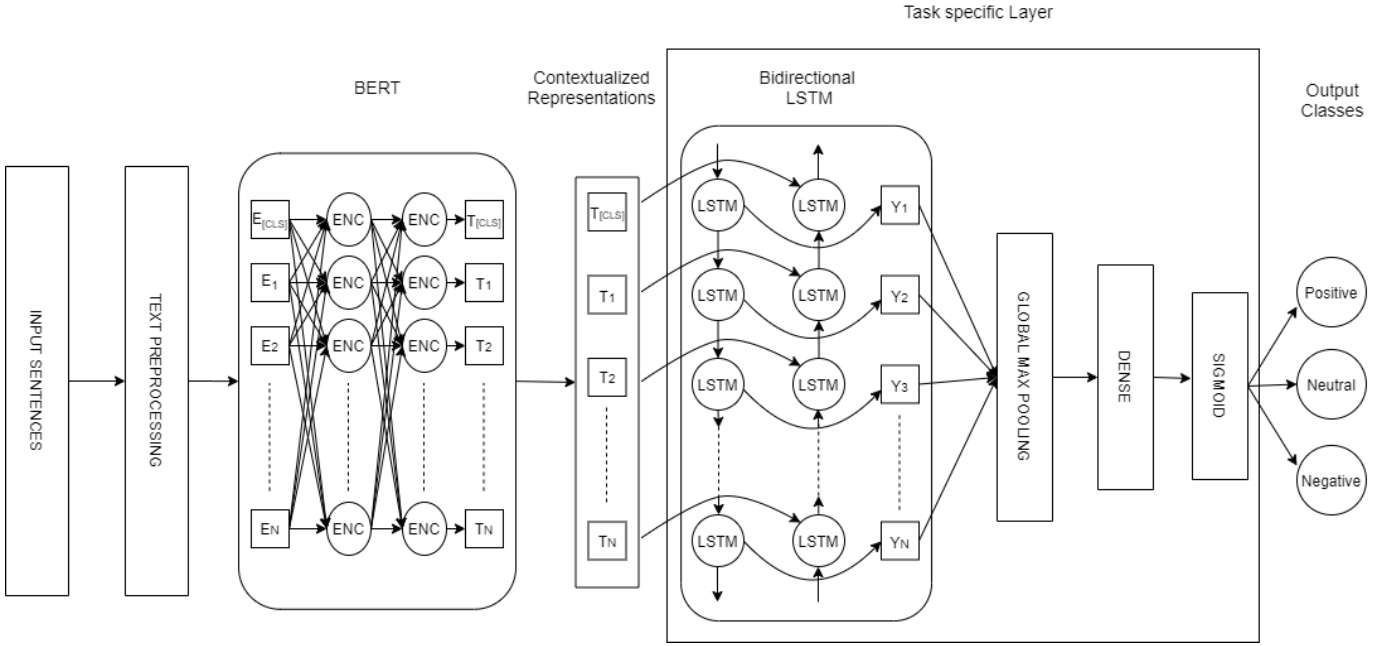 Task specific Layer
BERT
Contextualized
Representations
Bidirectional
LSTM
Output
Classes
INPUT SENTENCES
TEXT PREPROCESSING
E[CLS] ENC ENC T[CLS]
E1 ENC ENC T1
E2 ENC ENC T2
EN ENC ENC TN
T[CLS]
T1
T2
TN
LSTM LSTM Y1
LSTM LSTM Y2
LSTM LSTM Y3
LSTM LSTM YN
GLOBAL MAX POOLING
DENSE
SIGMOID
Positive
Neutral
Negative